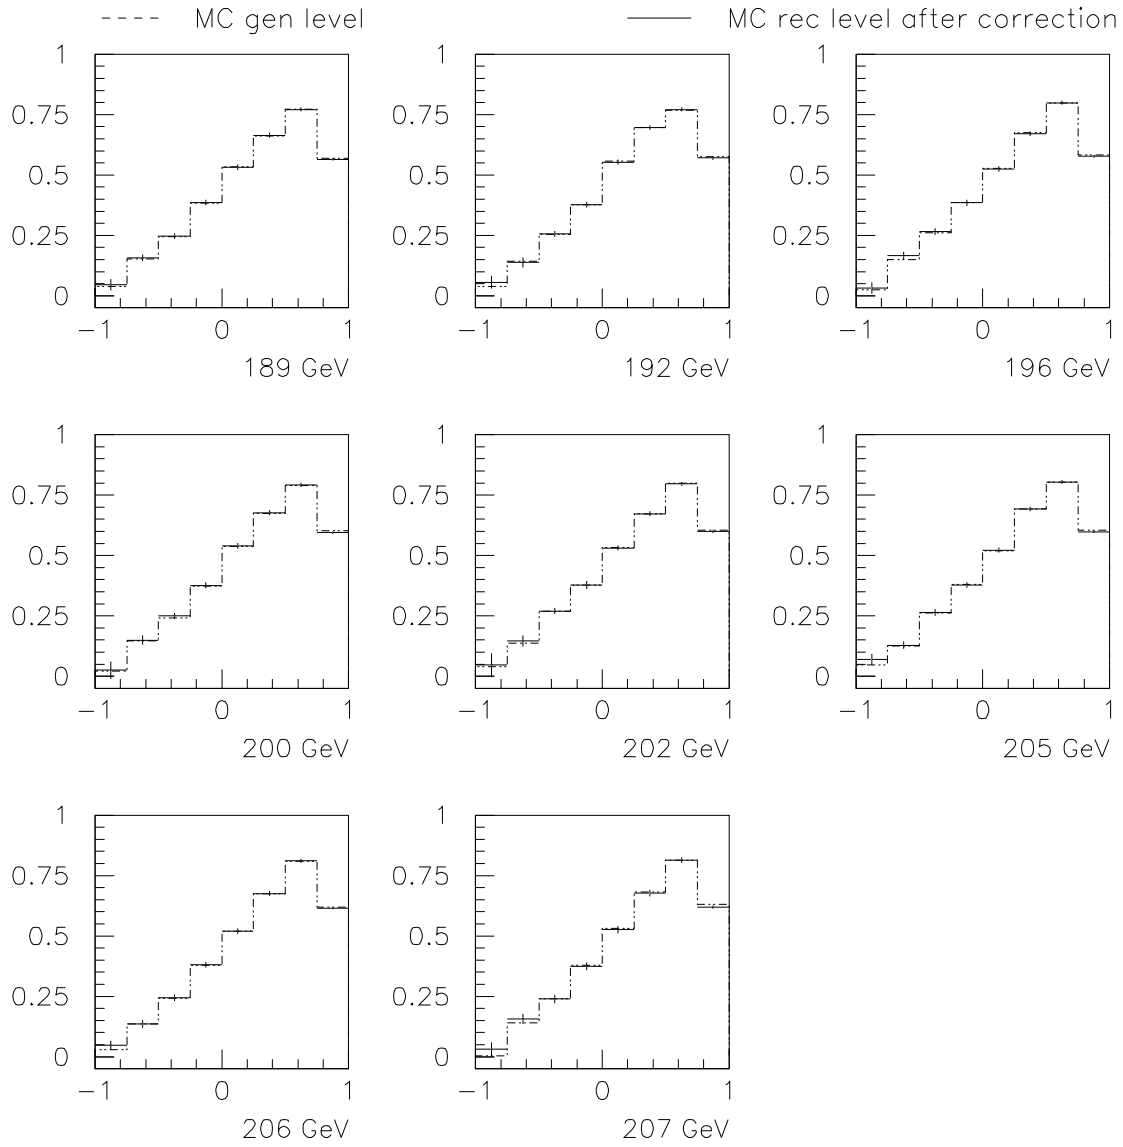 MC gen level MC rec level after correction
1 1 1
0.75 0.75 0.75
0.5 0.5 0.5
0.25 0.25 0.25
0 0 0
−1 0 1 −1 0 1 −1 0 1
189 GeV 192 GeV 196 GeV
1 1 1
0.75 0.75 0.75
0.5 0.5 0.5
0.25 0.25 0.25
0 0 0
−1 0 1 −1 0 1 −1 0 1
200 GeV 202 GeV 205 GeV
1 1
0.75 0.75
0.5 0.5
0.25 0.25
0 0
−1 0 1 −1 0 1
206 GeV 207 GeV